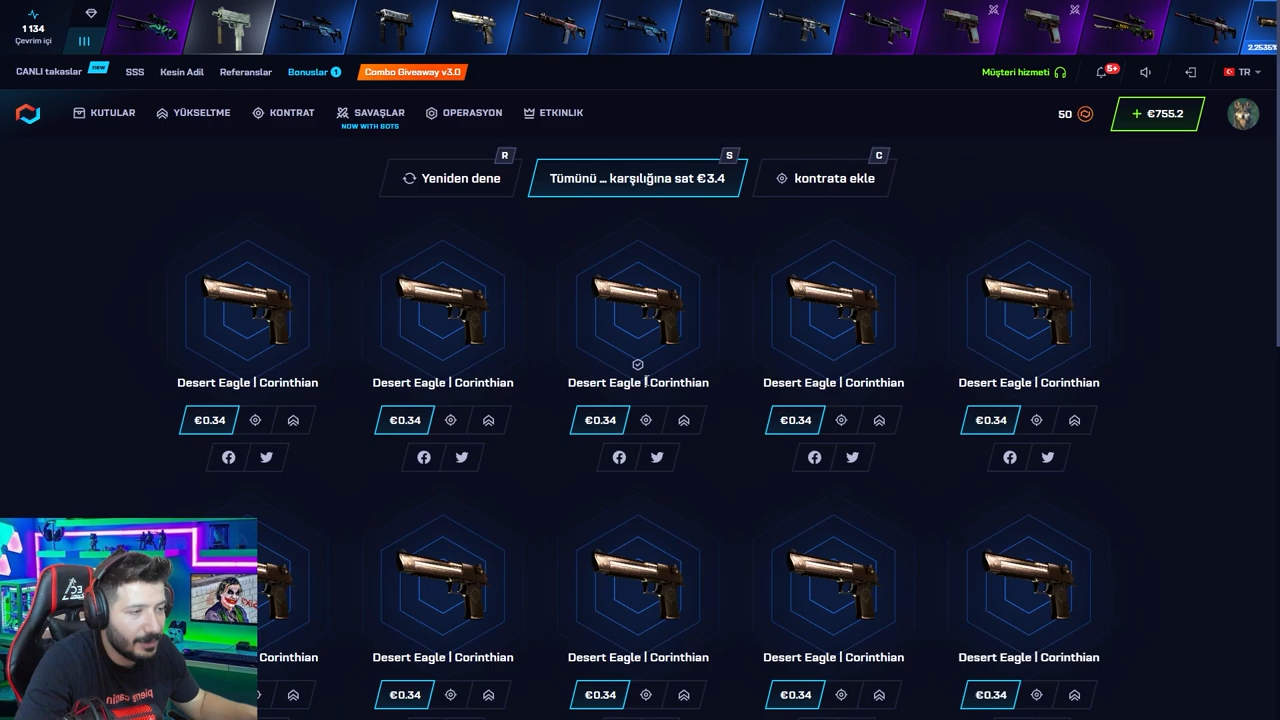 1 134
Çevrim içi
2.2535%
CANLI takaslar new SSS Kesin Adil Referanslar Bonuslar 1 Combo Giveaway v3.0 Müşteri hizmeti 5+ TR
KUTULAR YÜKSELTME KONTRAT SAVAŞLAR OPERASYON ETKINLIK 50 + €755.2
NOW WITH BOTS
R S C
Yeniden dene Tümünü ... karşılığına sat €3.4 kontrata ekle
Desert Eagle | Corinthian Desert Eagle | Corinthian Desert Eagle | Corinthian Desert Eagle | Corinthian Desert Eagle | Corinthian
€0.34 €0.34 €0.34 €0.34 €0.34
Corinthian Desert Eagle | Corinthian Desert Eagle | Corinthian Desert Eagle | Corinthian Desert Eagle | Corinthian
€0.34 €0.34 €0.34 €0.34